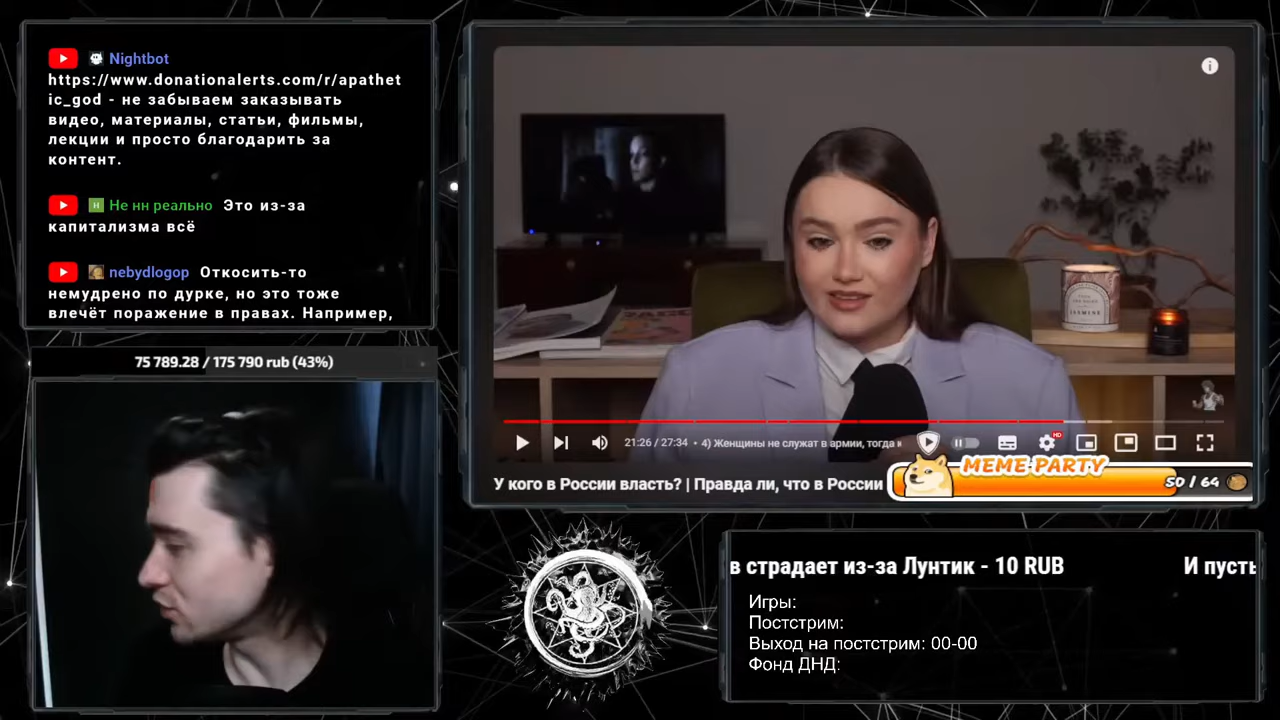 Nightbot
https://www.donationalerts.com/r/apathet
ic_god - не забываем заказывать
видео, материалы, статьи, фильмы,
лекции и просто благодарить за
контент.
Не нн реально Это из-за
капитализма всё
nebydlogop Откосить-то
немудрено по дурке, но это тоже
влечёт поражение в правах. Например,
75 789.28 / 175 790 rub (43%)
JASMINE
21:26 / 27:34 • 4) Женщины не служат в армии, тогда к
HD
MEME PARTY
50 / 64
У кого в России власть? | Правда ли, что в России
в страдает из-за Лунтик - 10 RUB И пусть
Игры:
Постстрим:
Выход на постстрим: 00-00
Фонд ДНД: